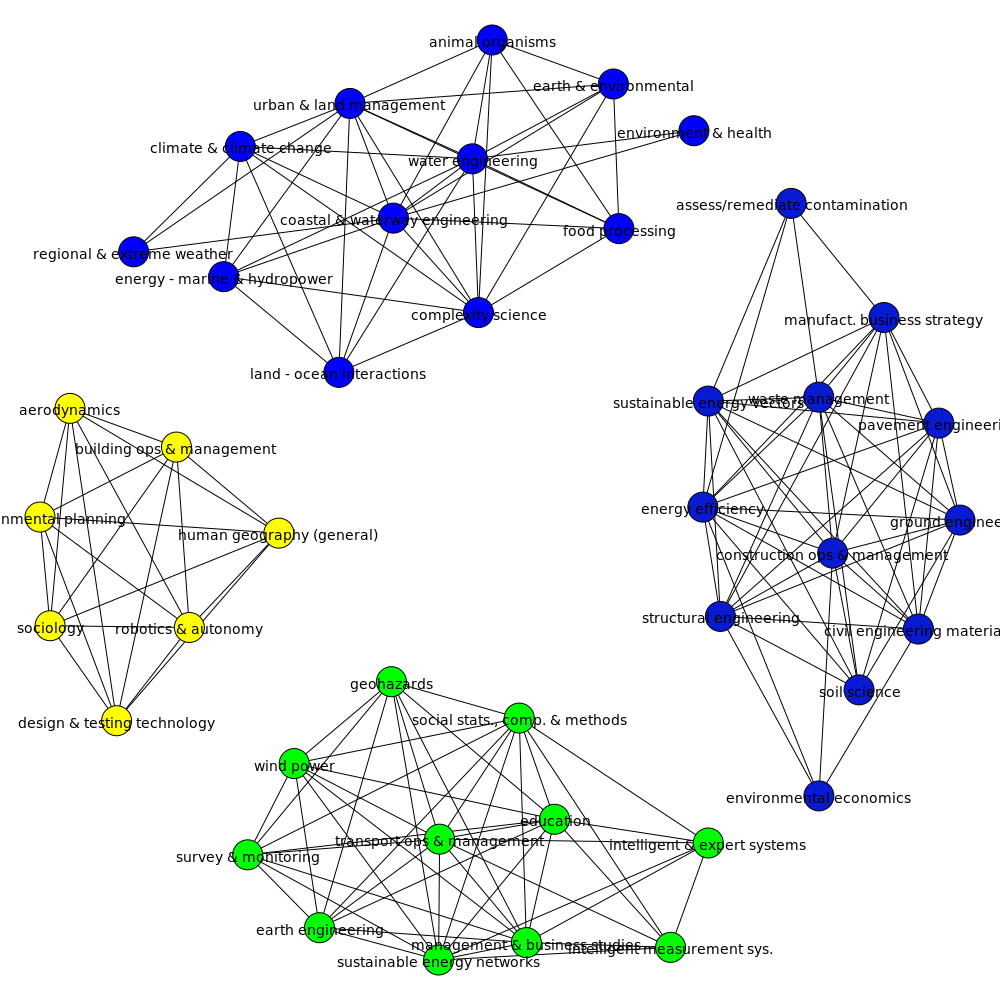 animal organisms
earth & environmental
urban & land management
environment & health
climate & climate change
water engineering
coastal & waterway engineering
food processing
regional & extreme weather
energy - marine & hydropower
complexity science
land - ocean interactions
assess/remediate contamination
manufact. business strategy
sustainable energy vectors
waste management
pavement engineeri
energy efficiency
ground enginee
construction ops & management
structural engineering
civil engineering materia
soil science
environmental economics
aerodynamics
building ops & management
nmental planning
human geography (general)
sociology
robotics & autonomy
design & testing technology
geohazards
social stats., comp. & methods
wind power
education
transport ops & management
intelligent & expert systems
survey & monitoring
earth engineering
management & business studies
intelligent measurement sys.
sustainable energy networks